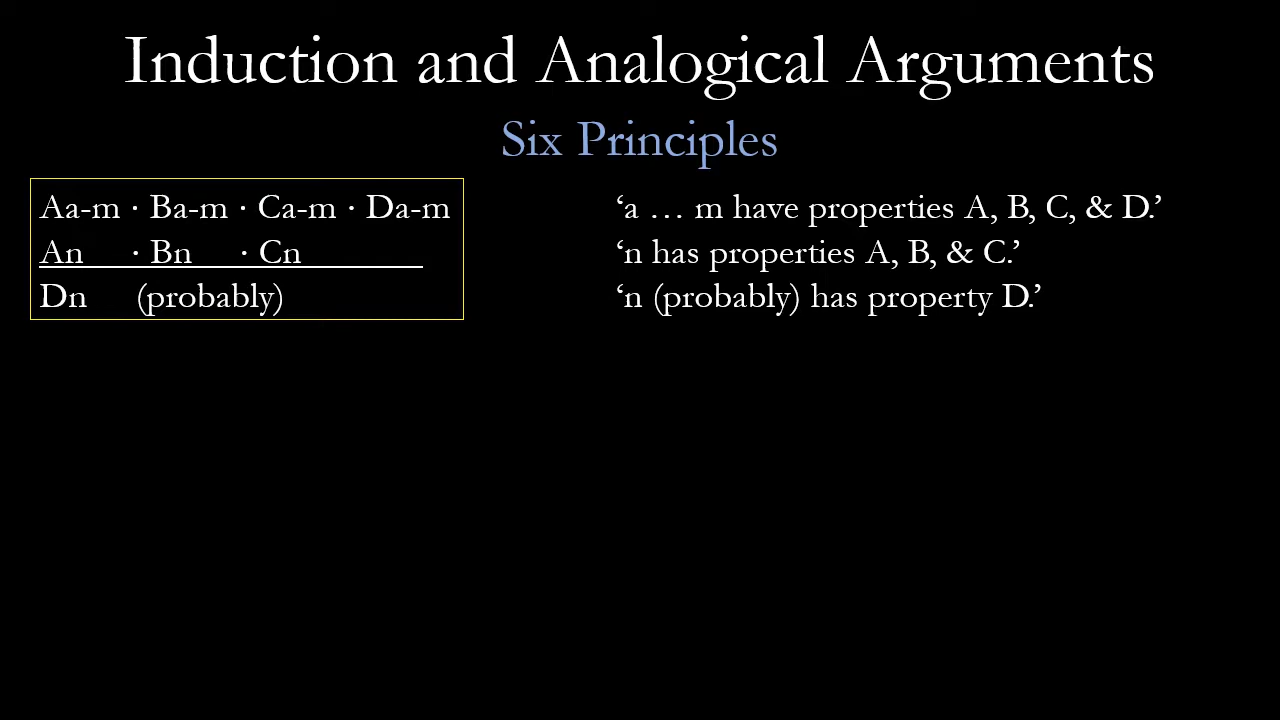 Induction and Analogical Arguments
Six Principles
Aa-m · Ba-m · Ca-m · Da-m
An · Bn · Cn
Dn (probably)
‘a … m have properties A, B, C, & D.’
‘n has properties A, B, & C.’
‘n (probably) has property D.’